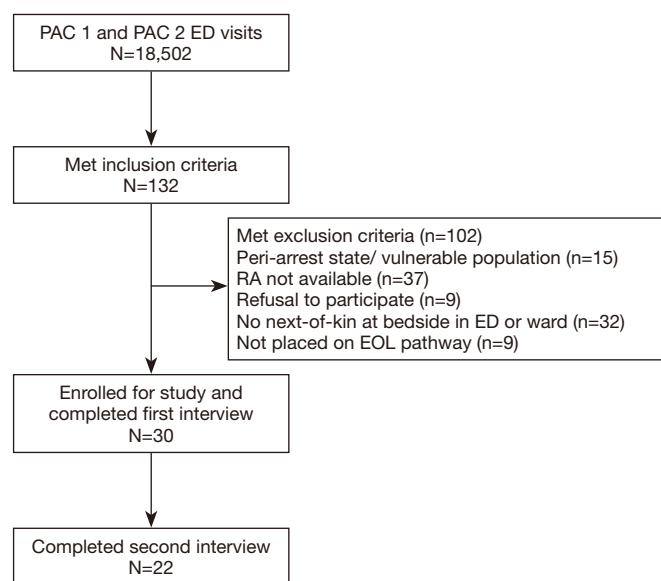 PAC 1 and PAC 2 ED visits
N=18,502
Met inclusion criteria
N=132
Met exclusion criteria (n=102)
Peri-arrest state/ vulnerable population (n=15)
RA not available (n=37)
Refusal to participate (n=9)
No next-of-kin at bedside in ED or ward (n=32)
Not placed on EOL pathway (n=9)
Enrolled for study and
completed first interview
N=30
Completed second interview
N=22